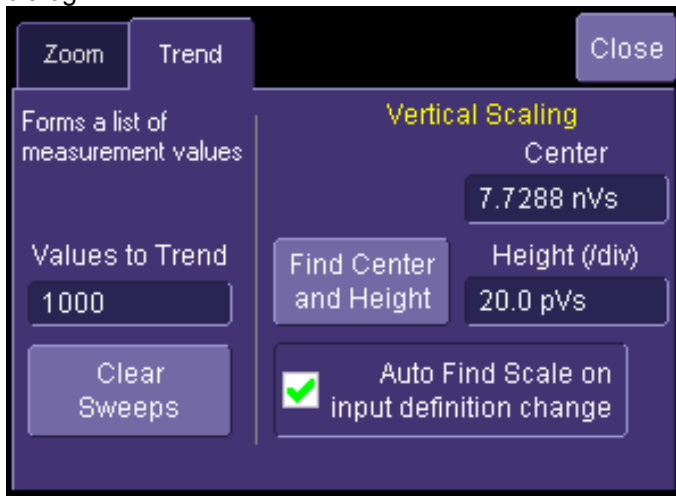 Zoom
Trend
Close
Forms a list of
measurement values
Values to Trend
1000
Clear
Sweeps
Vertical Scaling
Center
7.7288 nVs
Find Center
and Height
Height (/div)
20.0 pVs
Auto Find Scale on
input definition change